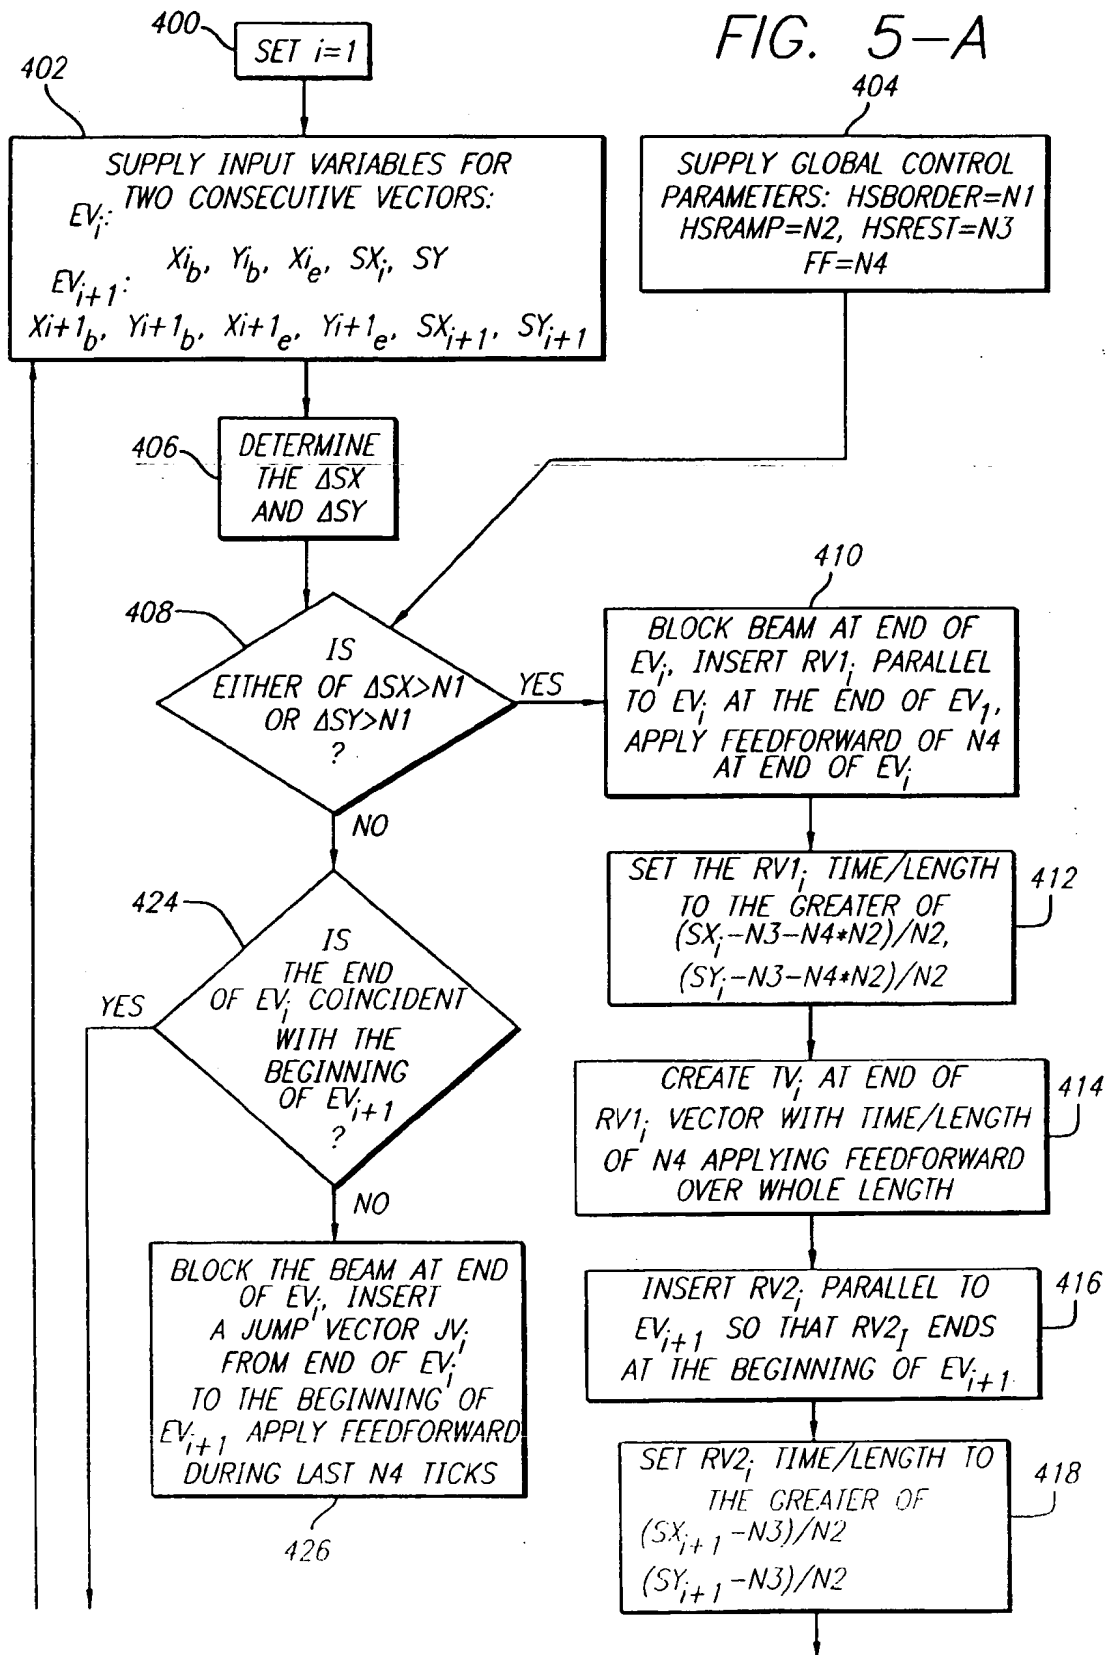 FIG. 5-A
400
SET i=1
402
SUPPLY INPUT VARIABLES FOR
TWO CONSECUTIVE VECTORS:
EVi:
Xib, Yib, Xie, SXi, SY
EVi+1:
Xi+1b, Yi+1b, Xi+1e, Yi+1e, SXi+1, SYi+1
404
SUPPLY GLOBAL CONTROL
PARAMETERS: HSBORDER=N1
HSRAMP=N2, HSREST=N3
FF=N4
406
DETERMINE
THE ΔSX
AND ΔSY
408
IS
EITHER OF ΔSX>N1
OR ΔSY>N1
?
YES
NO
410
BLOCK BEAM AT END OF
EVi, INSERT RV1i PARALLEL
TO EVi AT THE END OF EV1,
APPLY FEEDFORWARD OF N4
AT END OF EVi
412
SET THE RV1i TIME/LENGTH
TO THE GREATER OF
(SXi-N3-N4*N2)/N2,
(SYi-N3-N4*N2)/N2
414
CREATE TVi AT END OF
RV1i VECTOR WITH TIME/LENGTH
OF N4 APPLYING FEEDFORWARD
OVER WHOLE LENGTH
416
INSERT RV2i PARALLEL TO
EVi+1 SO THAT RV2I ENDS
AT THE BEGINNING OF EVi+1
418
SET RV2i TIME/LENGTH TO
THE GREATER OF
(SXi+1-N3)/N2
(SYi+1-N3)/N2
424
IS
THE END
OF EVi COINCIDENT
WITH THE
BEGINNING
OF EVi+1
?
YES
NO
BLOCK THE BEAM AT END
OF EVi, INSERT
A JUMP VECTOR JVi
FROM END OF EVi
TO THE BEGINNING OF
EVi+1 APPLY FEEDFORWARD
DURING LAST N4 TICKS
426